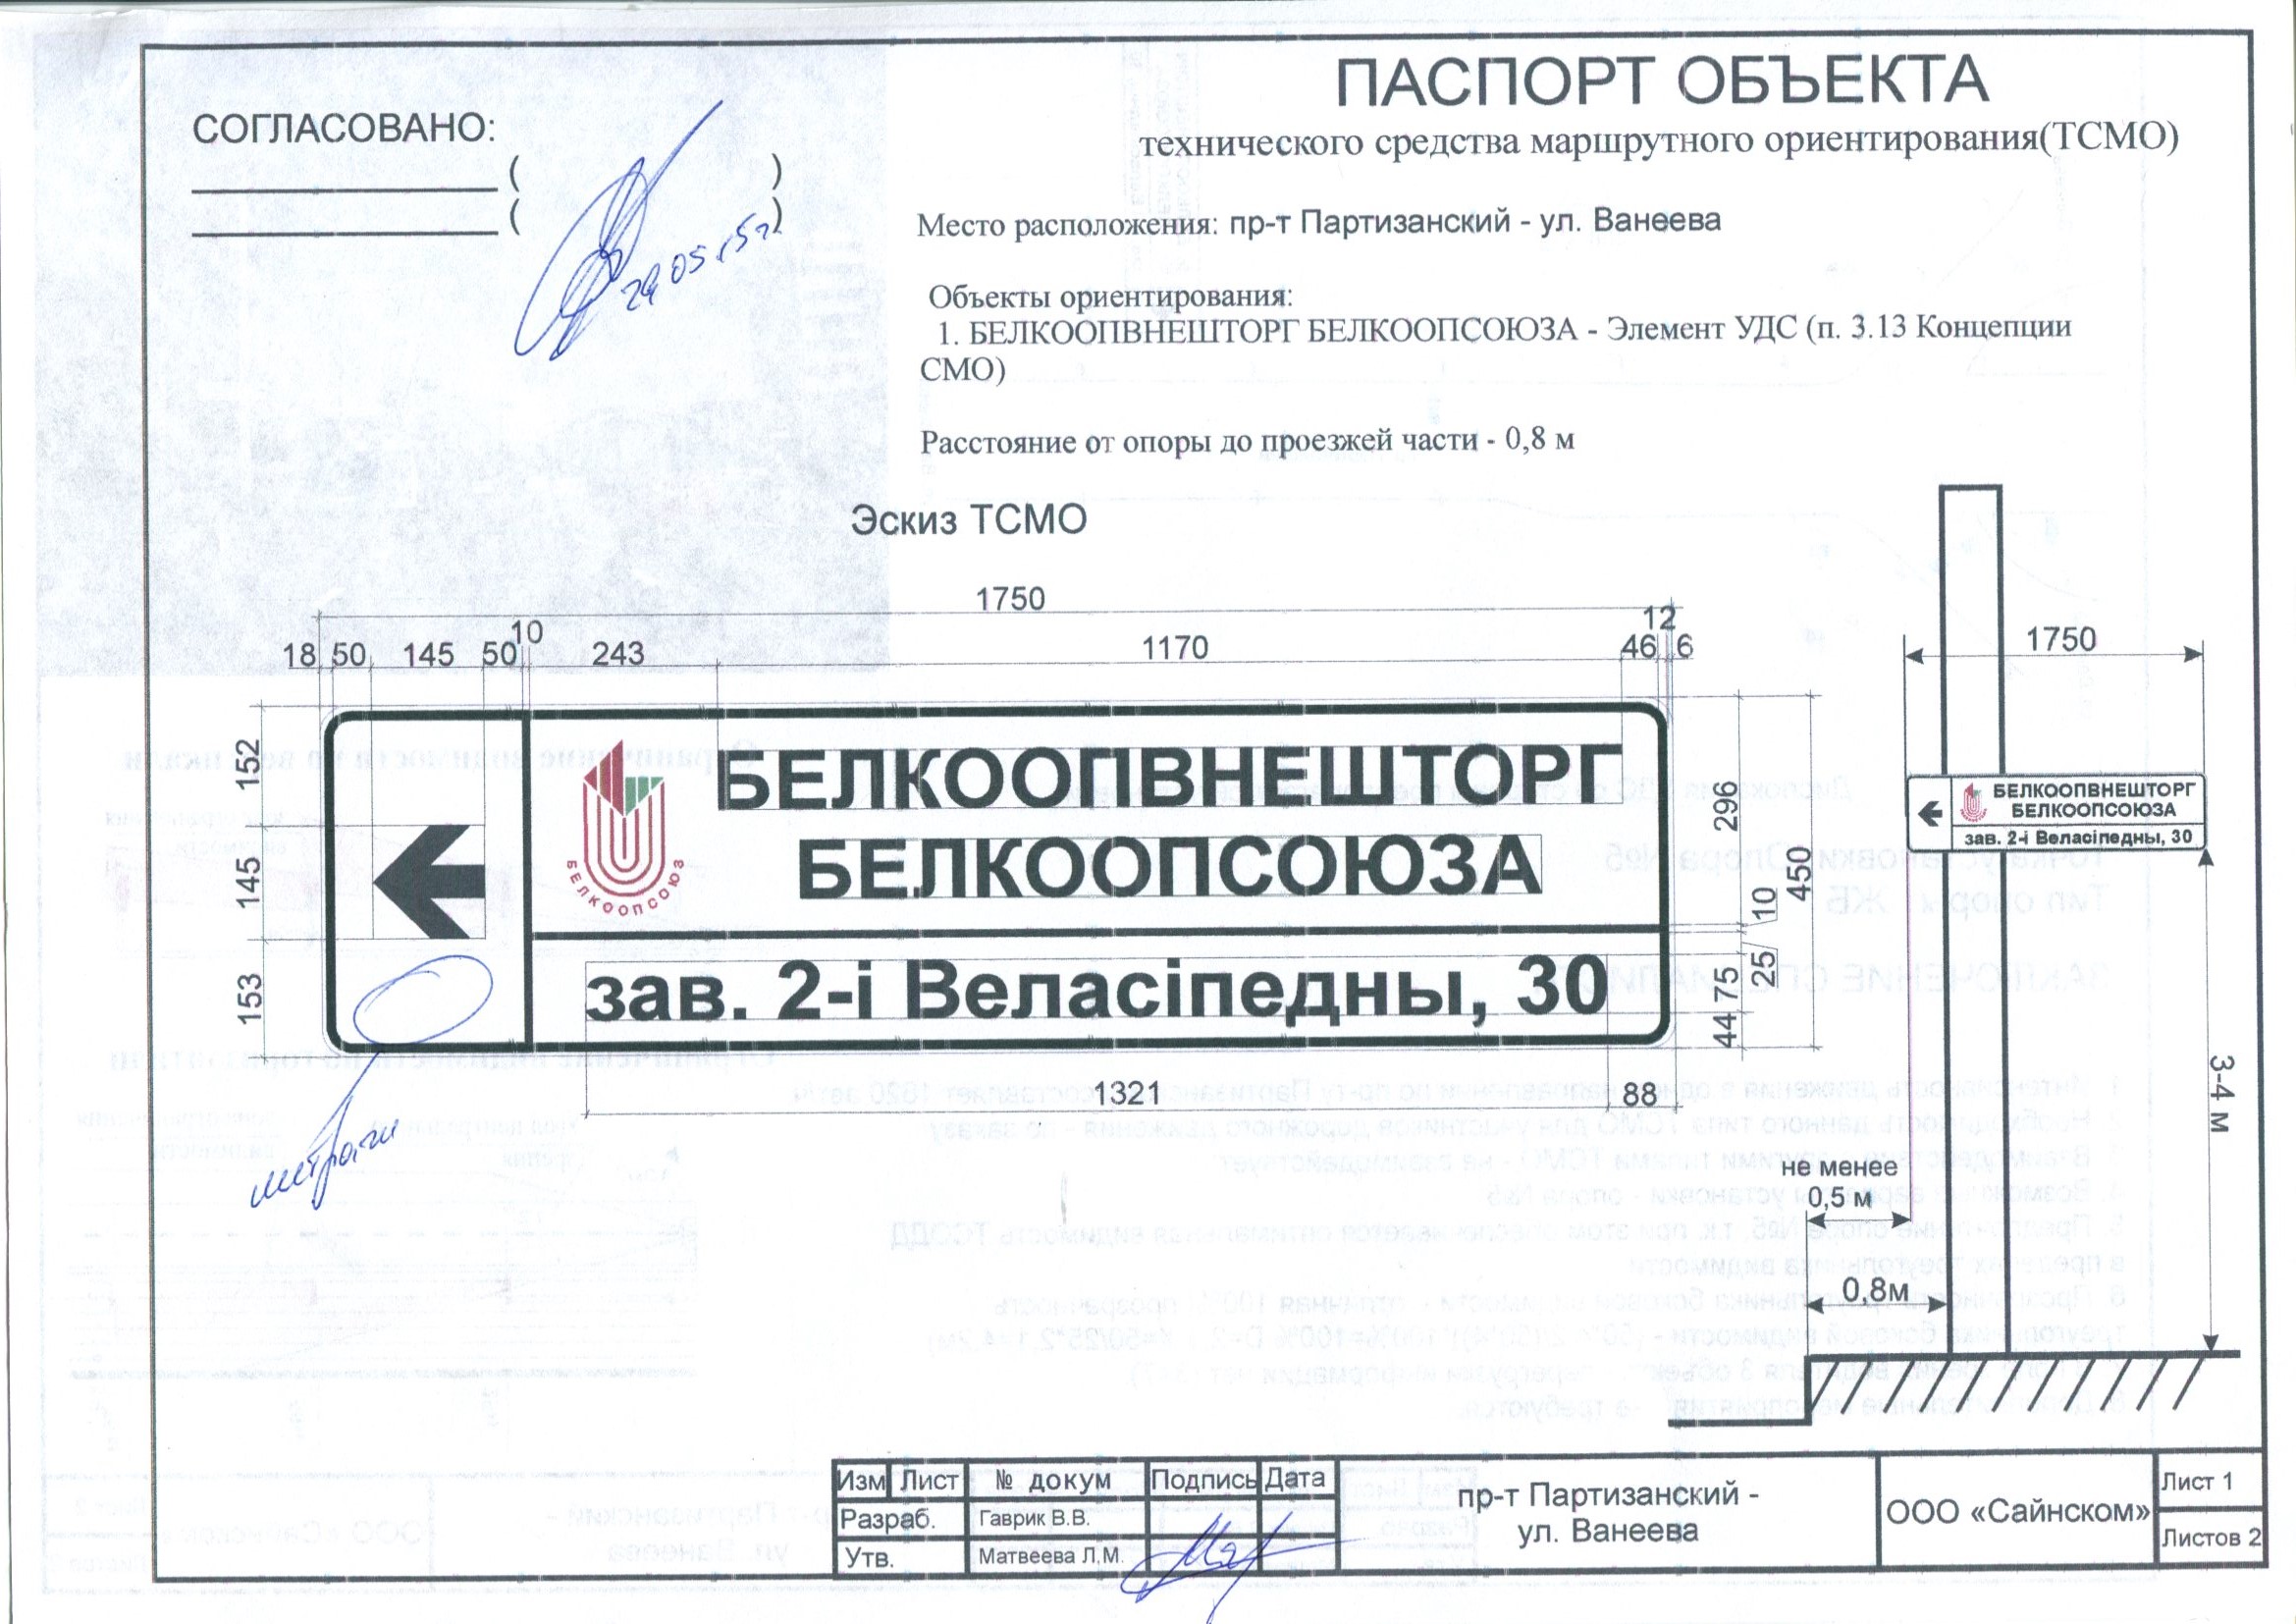 ПАСПОРТ ОБЪЕКТА
технического средства маршрутного ориентирования(ТСМО)
СОГЛАСОВАНО:
( )
( )
29.05.15г
Место расположения: пр-т Партизанский - ул. Ванеева
Объекты ориентирования:
1. БЕЛКООПВНЕШТОРГ БЕЛКООПСОЮЗА - Элемент УДС (п. 3.13 Концепции
СМО)
Расстояние от опоры до проезжей части - 0,8 м
Эскиз ТСМО
1750
10
12
18 50 145 50 243 1170 46 6
152
145
153
БЕЛКООПВНЕШТОРГ
БЕЛКООПСОЮЗА
БЕЛКООПСОЮЗ
зав. 2-і Веласіпедны, 30
296
450
10
25
75
44
1321
88
1750
БЕЛКООПВНЕШТОРГ
БЕЛКООПСОЮЗА
зав. 2-і Веласіпедны, 30
3-4 м
не менее
0,5 м
0,8м
Изм Лист № докум Подпись Дата
Разраб. Гаврик В.В.
Утв. Матвеева Л.М.
пр-т Партизанский -
ул. Ванеева
ООО «Сайнском»
Лист 1
Листов 2